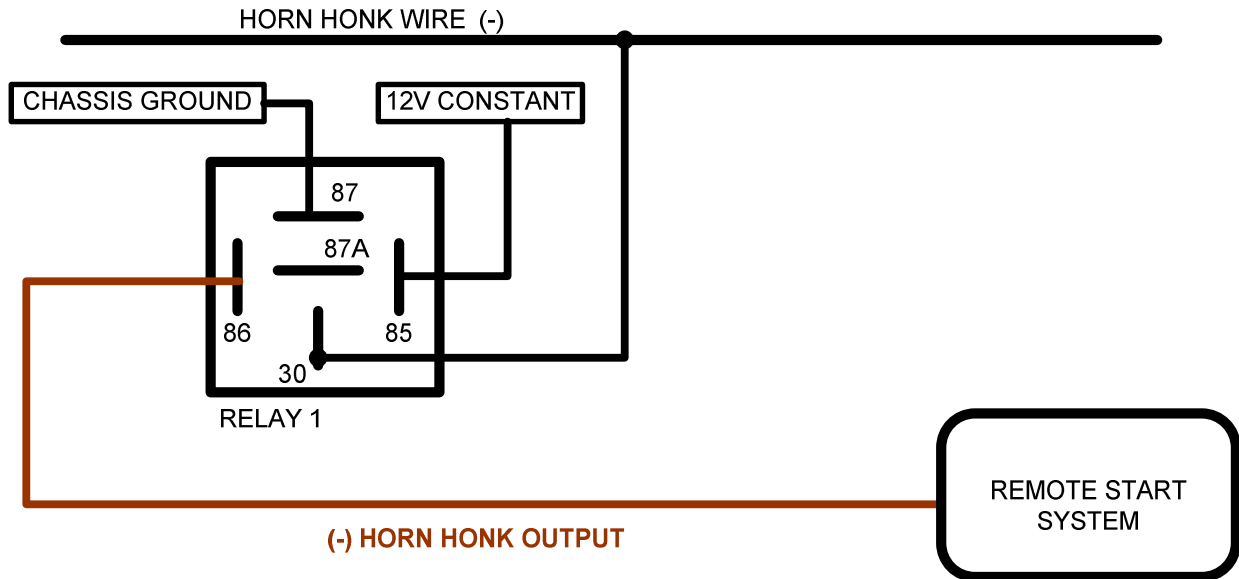 HORN HONK WIRE (-)
CHASSIS GROUND
12V CONSTANT
87
87A
86
85
30
RELAY 1
REMOTE START
SYSTEM
(-) HORN HONK OUTPUT